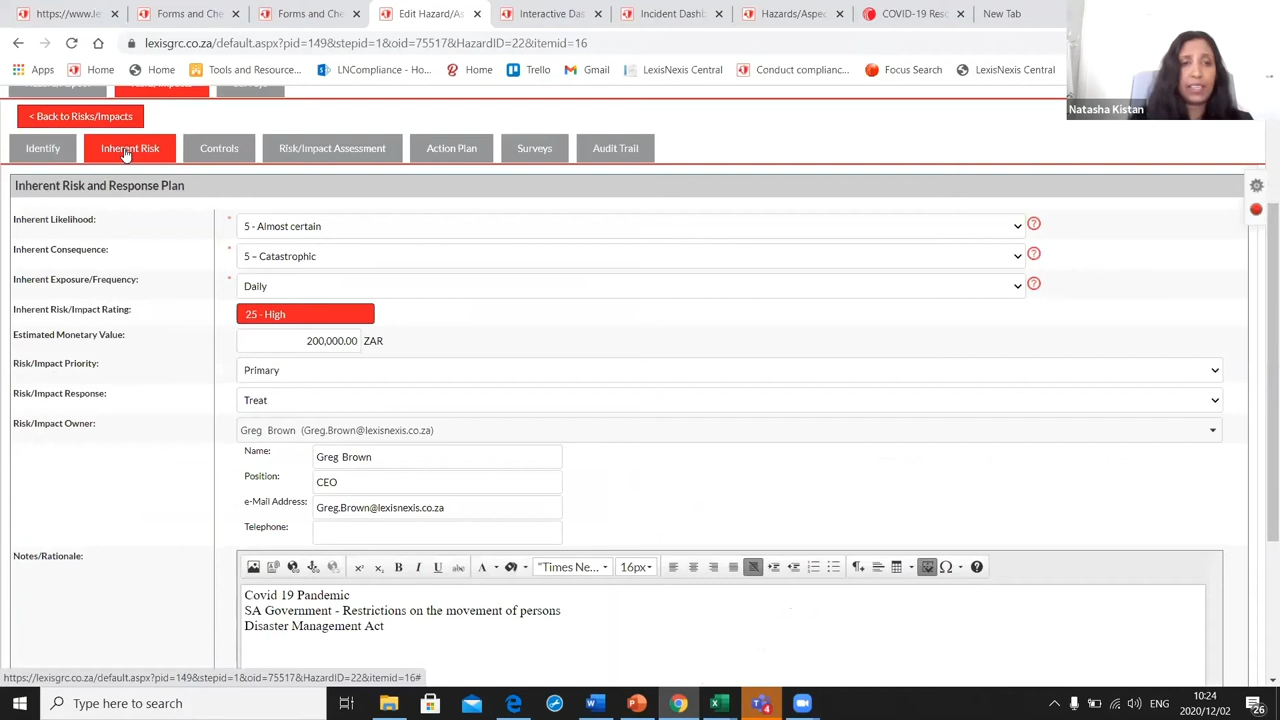 https://www.le
Forms and Che
Forms and Che
Edit Hazard/As
Interactive Das
Incident Dashb
Hazards/Aspec
COVID-19 Reso
New Tab
lexisgrc.co.za/default.aspx?pid=149&stepid=1&oid=75517&HazardID=22&itemid=16
Apps
Home
Home
Tools and Resource...
LNCompliance - Ho...
Home
Trello
Gmail
LexisNexis Central
Conduct complianc...
Focus Search
LexisNexis Central
Natasha Kistan
< Back to Risks/Impacts
Identify
Inherent Risk
Controls
Risk/Impact Assessment
Action Plan
Surveys
Audit Trail
Inherent Risk and Response Plan
Inherent Likelihood:
* 5 - Almost certain
Inherent Consequence:
* 5 – Catastrophic
Inherent Exposure/Frequency:
* Daily
Inherent Risk/Impact Rating:
25 - High
Estimated Monetary Value:
200,000.00 ZAR
Risk/Impact Priority:
Primary
Risk/Impact Response:
Treat
Risk/Impact Owner:
Greg Brown (Greg.Brown@lexisnexis.co.za)
Name:
Greg Brown
Position:
CEO
e-Mail Address:
Greg.Brown@lexisnexis.co.za
Telephone:
Notes/Rationale:
"Times Ne...
16px
Covid 19 Pandemic
SA Government - Restrictions on the movement of persons
Disaster Management Act
https://lexisgrc.co.za/default.aspx?pid=149&stepid=1&oid=75517&HazardID=22&itemid=16#
Type here to search
ENG
10:24
2020/12/02
26